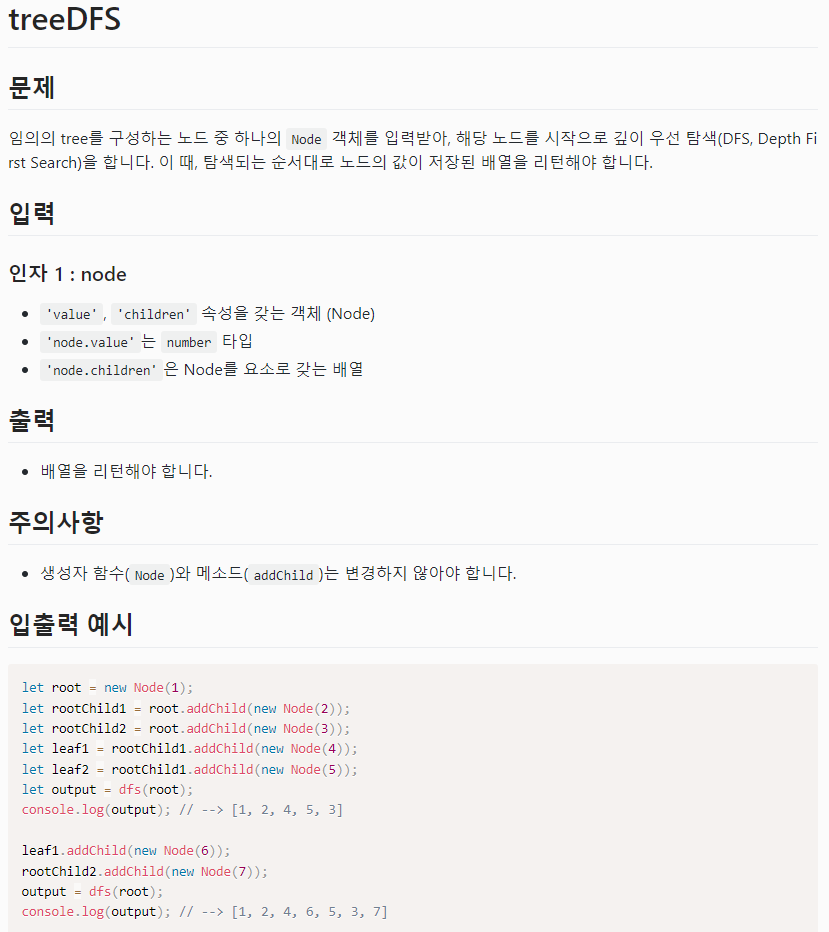 treeDFS
문제
임의의 tree를 구성하는 노드 중 하나의 Node 객체를 입력받아, 해당 노드를 시작으로 깊이 우선 탐색(DFS, Depth Fi
rst Search)을 합니다. 이 때, 탐색되는 순서대로 노드의 값이 저장된 배열을 리턴해야 합니다.
입력
인자 1 : node
'value', 'children' 속성을 갖는 객체 (Node)
'node.value'는 number 타입
'node.children'은 Node를 요소로 갖는 배열
출력
배열을 리턴해야 합니다.
주의사항
생성자 함수(Node)와 메소드(addChild)는 변경하지 않아야 합니다.
입출력 예시
let root = new Node(1);
let rootChild1 = root.addChild(new Node(2));
let rootChild2 = root.addChild(new Node(3));
let leaf1 = rootChild1.addChild(new Node(4));
let leaf2 = rootChild1.addChild(new Node(5));
let output = dfs(root);
console.log(output); // --> [1, 2, 4, 5, 3]
leaf1.addChild(new Node(6));
rootChild2.addChild(new Node(7));
output = dfs(root);
console.log(output); // --> [1, 2, 4, 6, 5, 3, 7]